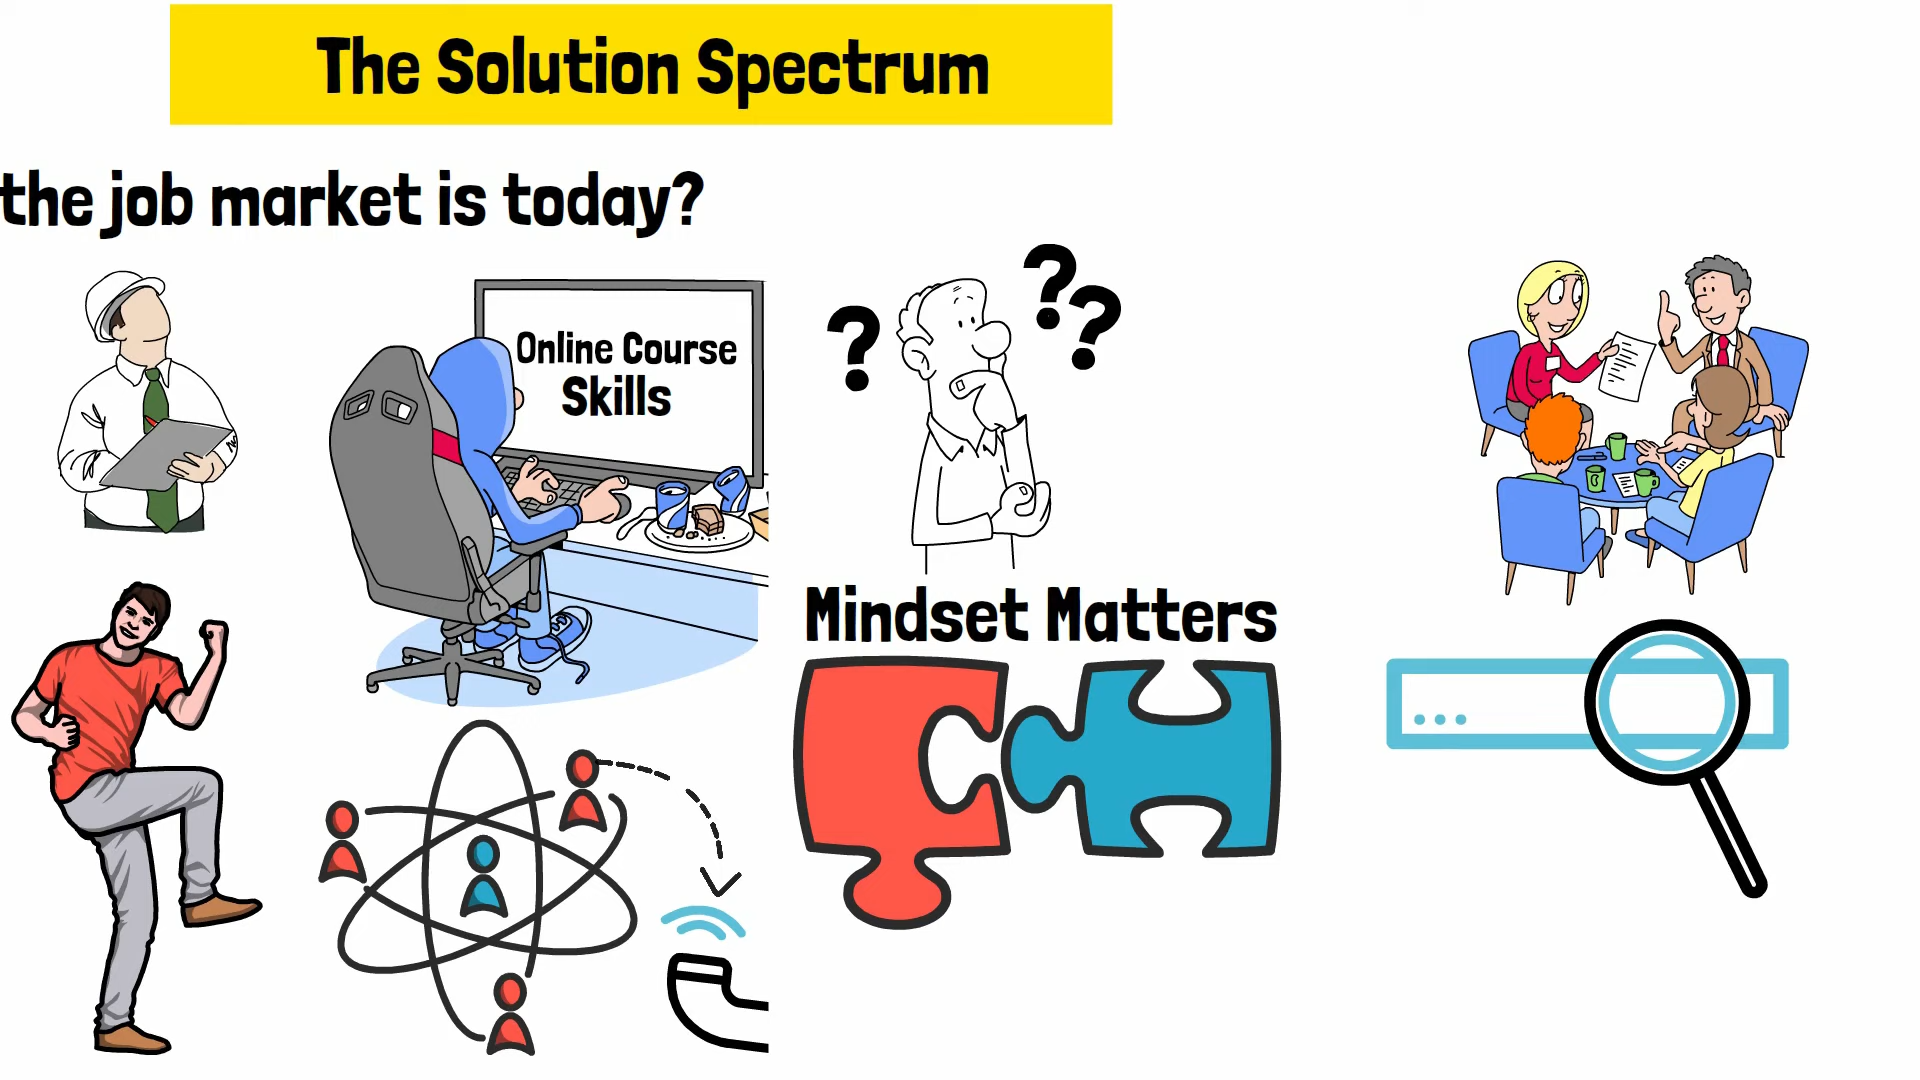 The Solution Spectrum
the job market is today?
Online Course
Skills
? ? ?
Mindset Matters